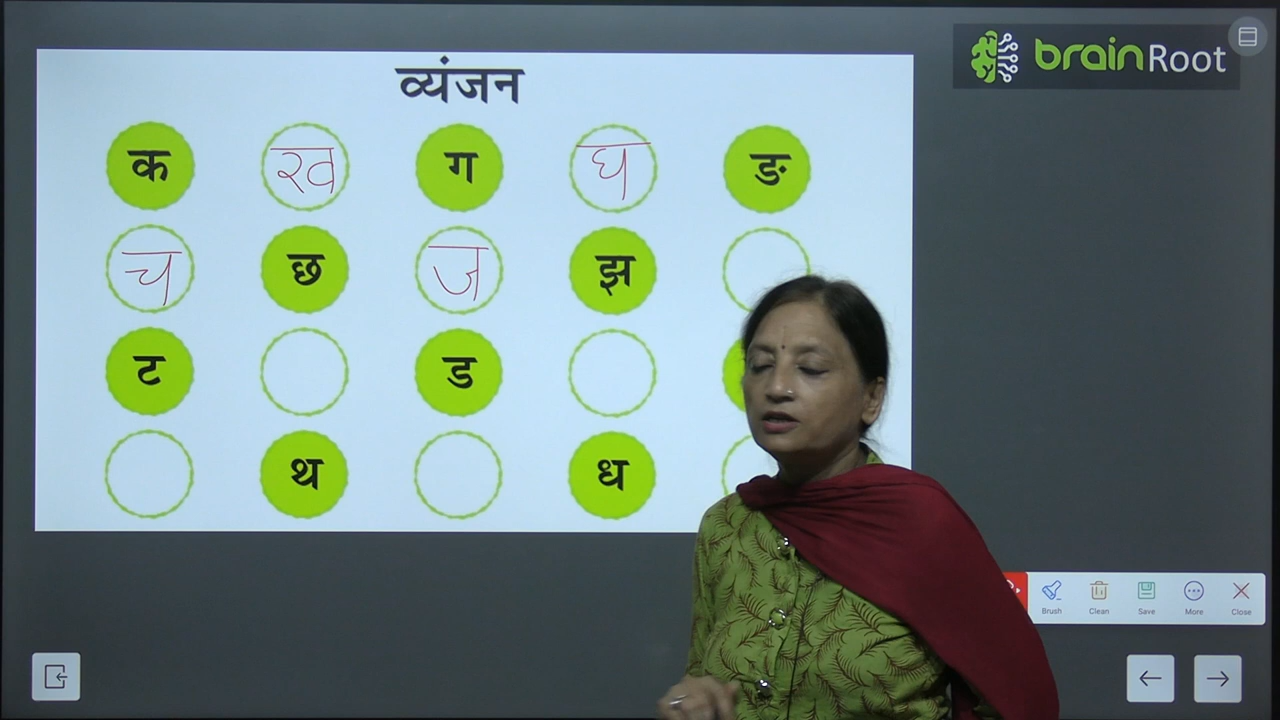 brainRoot
व्यंजन
क ख ग घ ङ
च छ ज झ
ट ड
थ ध
Brush Clean Save More Close